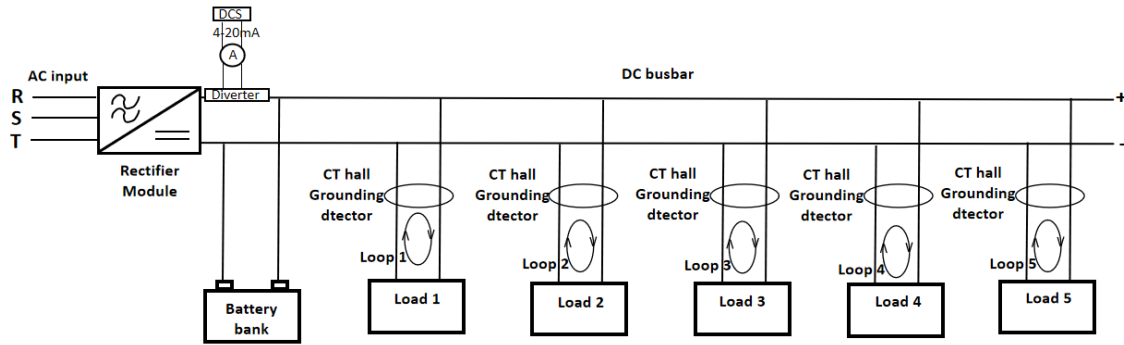 DCS
4-20mA
A
AC input
Diverter
DC busbar
R
S
T
+
-
Rectifier
Module
CT hall
Grounding
dtector
CT hall
Grounding
dtector
CT hall
Grounding
dtector
CT hall
Grounding
dtector
CT hall
Grounding
dtector
Loop 1
Loop 2
Loop 3
Loop 4
Loop 5
Battery
bank
Load 1
Load 2
Load 3
Load 4
Load 5